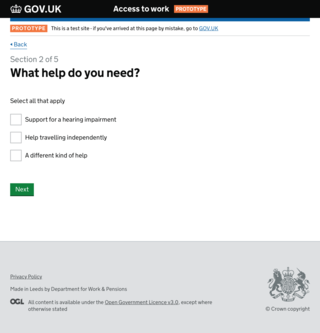 GOV.UK
Access to work PROTOTYPE
PROTOTYPE This is a test site - if you've arrived at this page by mistake, go to GOV.UK
Back
Section 2 of 5
What help do you need?
Select all that apply
Support for a hearing impairment
Help travelling independently
A different kind of help
Next
Privacy Policy
Made in Leeds by Department for Work & Pensions
OGL All content is available under the Open Government Licence v3.0, except where
otherwise stated
© Crown copyright